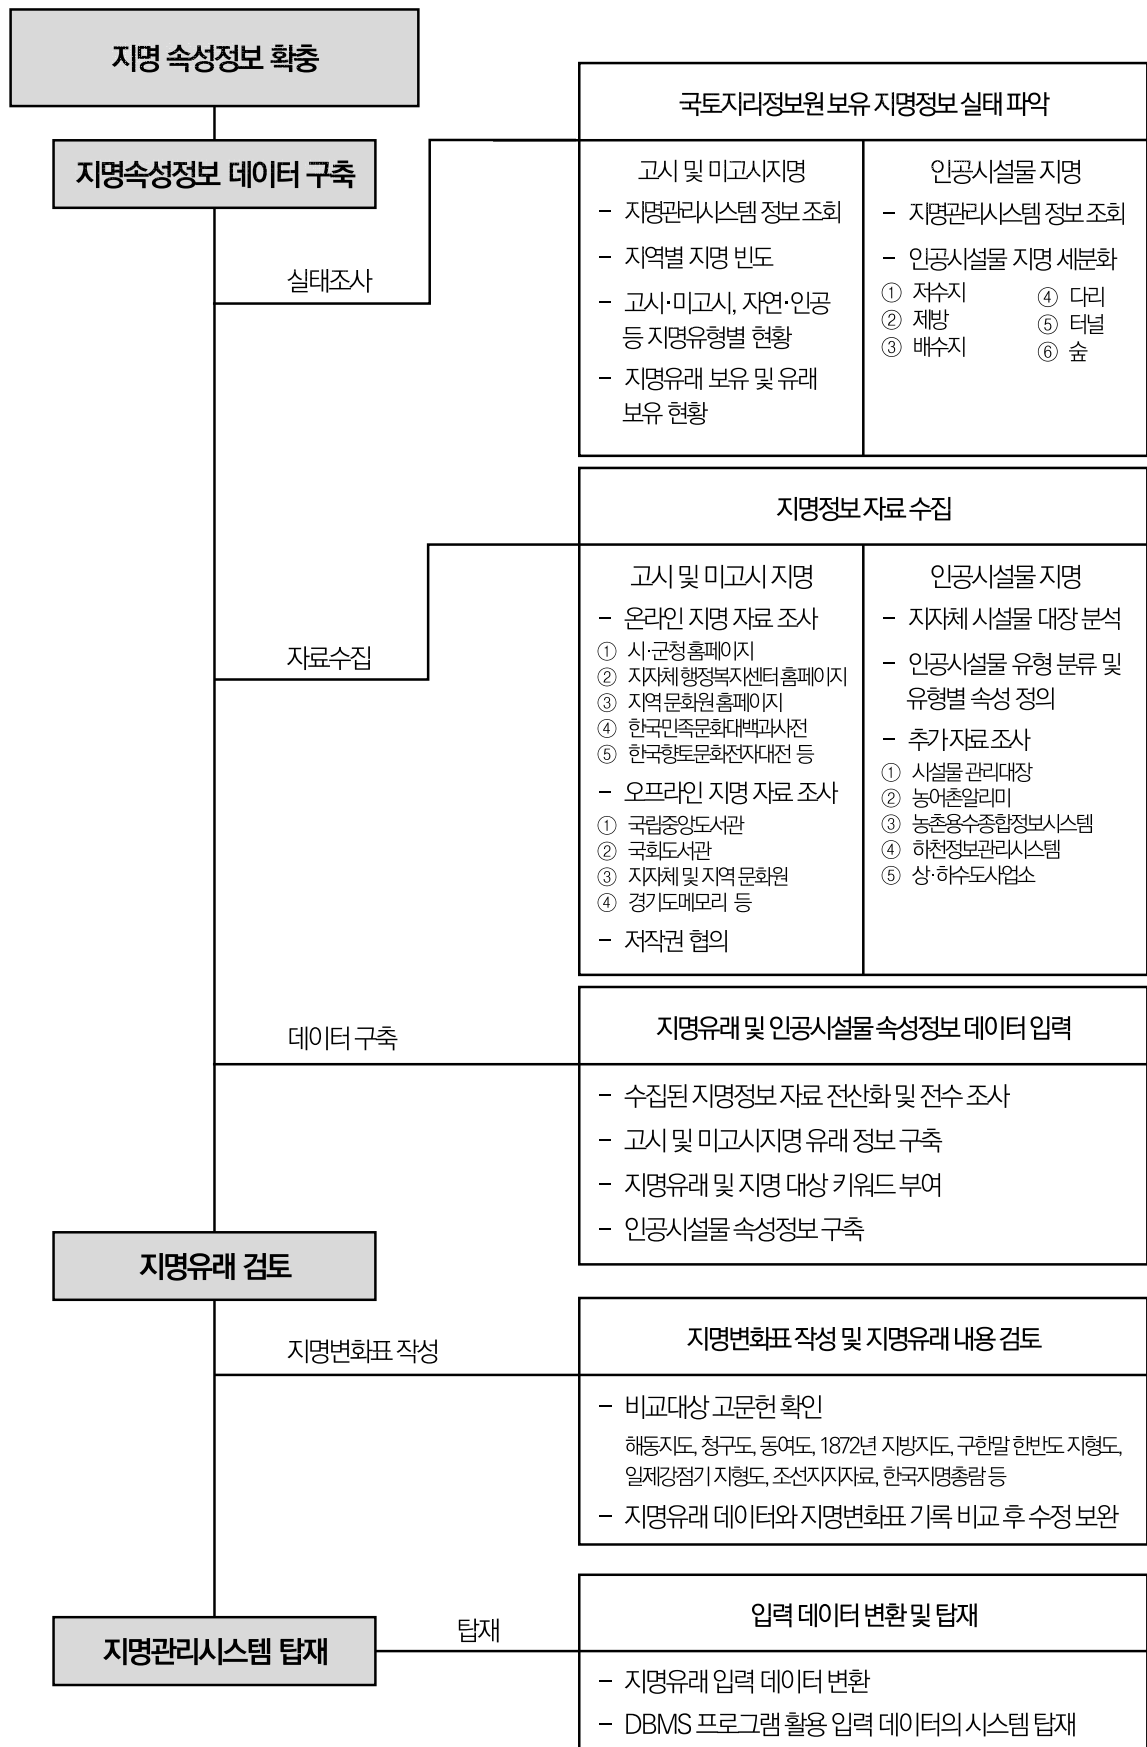 지명 속성정보 확충
지명속성정보 데이터 구축
실태조사
국토지리정보원 보유 지명정보 실태 파악
고시 및 미고시지명
- 지명관리시스템 정보 조회
- 지역별 지명 빈도
- 고시·미고시, 자연·인공
등 지명유형별 현황
- 지명유래 보유 및 유래
보유 현황
인공시설물 지명
- 지명관리시스템 정보 조회
- 인공시설물 지명 세분화
① 저수지
② 제방
③ 배수지
④ 다리
⑤ 터널
⑥ 숲
자료수집
지명정보 자료 수집
고시 및 미고시 지명
- 온라인 지명 자료 조사
① 시·군청 홈페이지
② 지자체 행정복지센터 홈페이지
③ 지역 문화원 홈페이지
④ 한국민족문화대백과사전
⑤ 한국향토문화전자대전 등
- 오프라인 지명 자료 조사
① 국립중앙도서관
② 국회도서관
③ 지자체 및 지역 문화원
④ 경기도메모리 등
- 저작권 협의
인공시설물 지명
- 지자체 시설물 대장 분석
- 인공시설물 유형 분류 및
유형별 속성 정의
- 추가 자료 조사
① 시설물 관리대장
② 농어촌알리미
③ 농촌용수종합정보시스템
④ 하천정보관리시스템
⑤ 상·하수도사업소
데이터 구축
지명유래 및 인공시설물 속성정보 데이터 입력
- 수집된 지명정보 자료 전산화 및 전수 조사
- 고시 및 미고시지명 유래 정보 구축
- 지명유래 및 지명 대상 키워드 부여
- 인공시설물 속성정보 구축
지명유래 검토
지명변화표 작성
지명변화표 작성 및 지명유래 내용 검토
- 비교대상 고문헌 확인
해동지도, 청구도, 동여도, 1872년 지방지도, 구한말 한반도 지형도,
일제강점기 지형도, 조선지지자료, 한국지명총람 등
- 지명유래 데이터와 지명변화표 기록 비교 후 수정 보완
지명관리시스템 탑재
탑재
입력 데이터 변환 및 탑재
- 지명유래 입력 데이터 변환
- DBMS 프로그램 활용 입력 데이터의 시스템 탑재